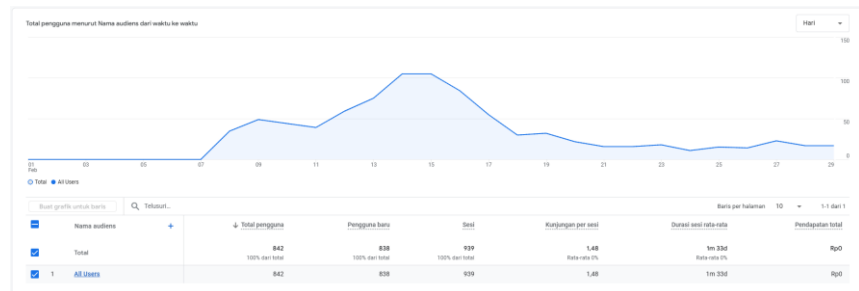 Total pengguna menurut Nama audiens dari waktu ke waktu
Hari
150
100
50
0
01 03 05 07 09 11 13 15 17 19 21 23 25 27 29
Feb
Total All Users
Buat grafik untuk baris Telusuri... Baris per halaman 10 1-1 dari 1
Nama audiens + ↓ Total pengguna Pengguna baru Sesi Kunjungan per sesi Durasi sesi rata-rata Pendapatan total
Total 842 838 939 1,48 1m 33d Rp0
100% dari total 100% dari total 100% dari total Rata-rata 0% Rata-rata 0%
1 All Users 842 838 939 1,48 1m 33d Rp0